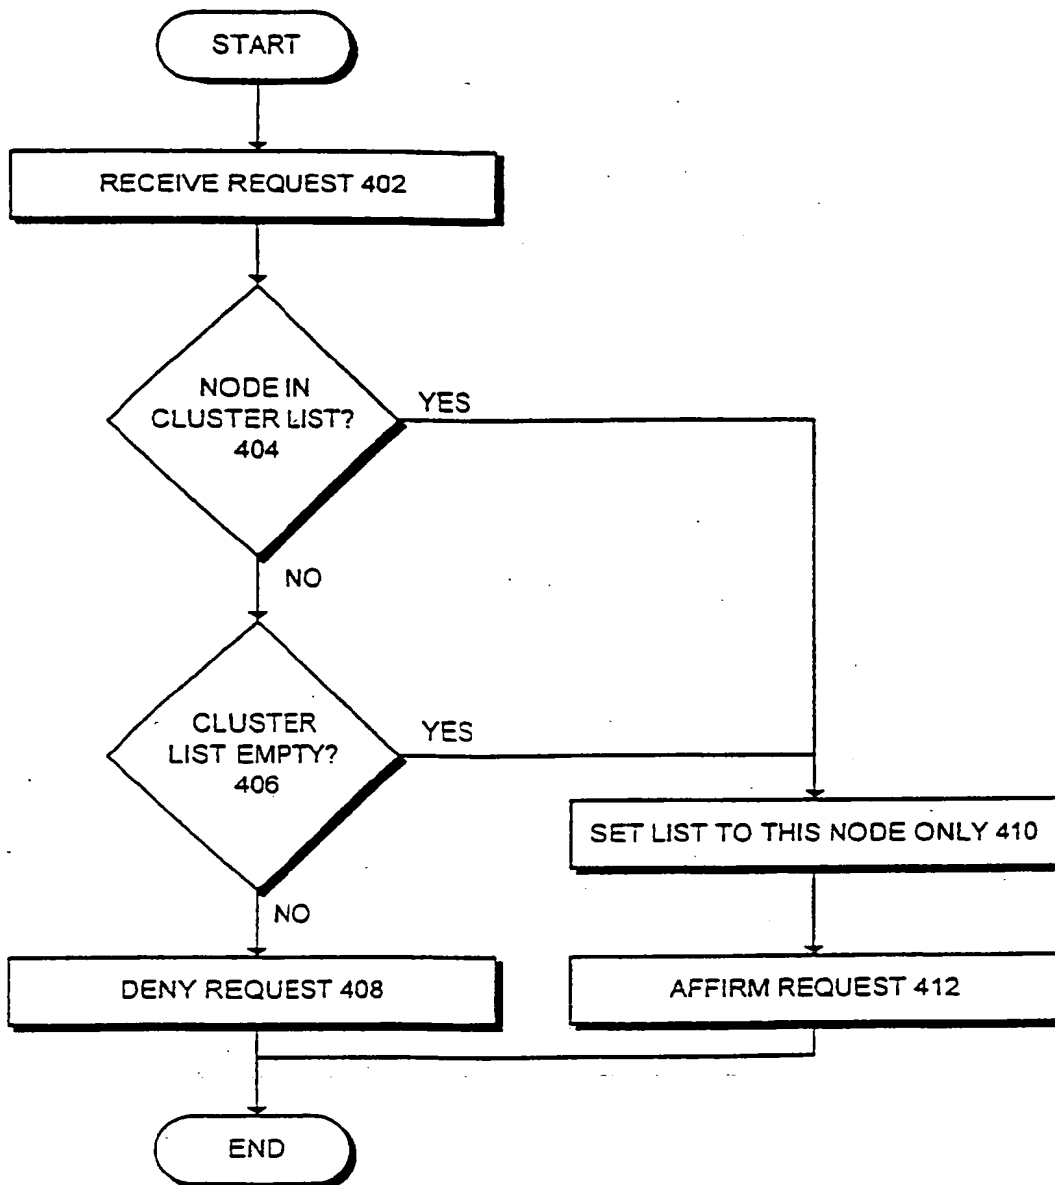 START
RECEIVE REQUEST 402
NODE IN
CLUSTER LIST?
404
YES
NO
CLUSTER
LIST EMPTY?
406
YES
SET LIST TO THIS NODE ONLY 410
NO
DENY REQUEST 408
AFFIRM REQUEST 412
END